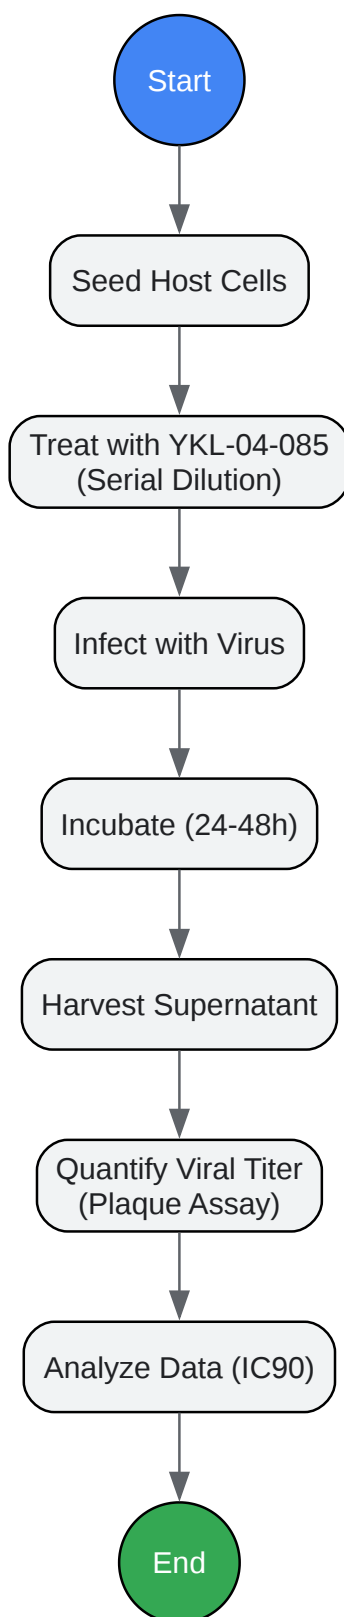 Start
Seed Host Cells
Treat with YKL-04-085
(Serial Dilution)
Infect with Virus
Incubate (24-48h)
Harvest Supernatant
Quantify Viral Titer
(Plaque Assay)
Analyze Data (IC90)
End